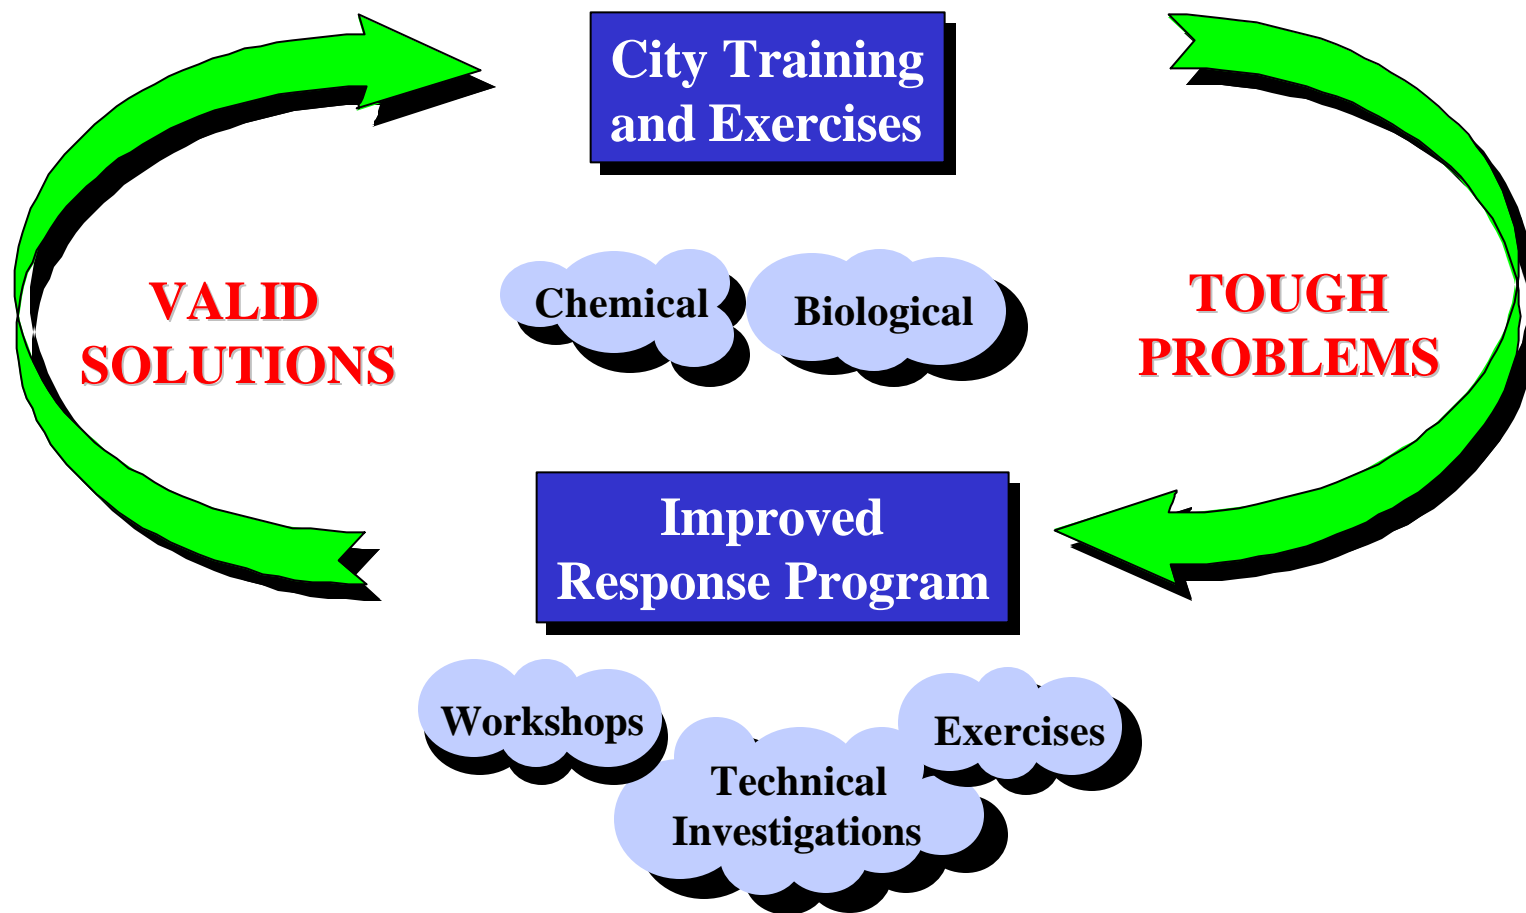 City Training
and Exercises
VALID
SOLUTIONS
Chemical
Biological
TOUGH
PROBLEMS
Improved
Response Program
Workshops
Technical
Investigations
Exercises